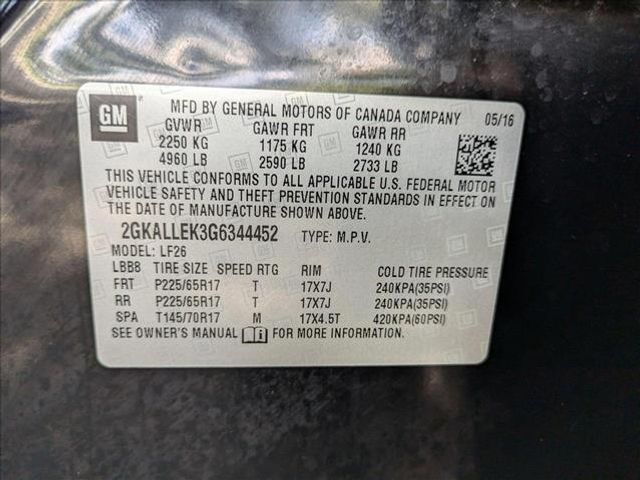 GM MFD BY GENERAL MOTORS OF CANADA COMPANY 05/16
GVWR GAWR FRT GAWR RR
2250 KG 1175 KG 1240 KG
4960 LB 2590 LB 2733 LB
THIS VEHICLE CONFORMS TO ALL APPLICABLE U.S. FEDERAL MOTOR
VEHICLE SAFETY AND THEFT PREVENTION STANDARDS IN EFFECT ON
THE DATE OF MANUFACTURE SHOWN ABOVE.
2GKALLEK3G6344452 TYPE: M.P.V.
MODEL: LF26
LBB8 TIRE SIZE SPEED RTG RIM COLD TIRE PRESSURE
FRT P225/65R17 T 17X7J 240KPA(35PSI)
RR P225/65R17 T 17X7J 240KPA(35PSI)
SPA T145/70R17 M 17X4.5T 420KPA(60PSI)
SEE OWNER'S MANUAL FOR MORE INFORMATION.